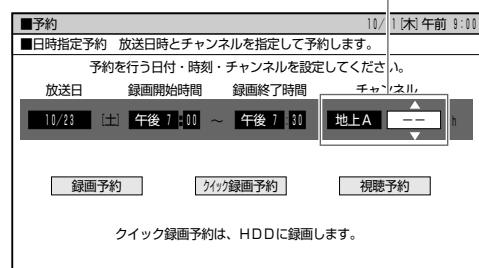 ■予約 10/ 1[木]午前 9:00
■日時指定予約 放送日時とチャンネルを指定して予約します。
予約を行う日付・時刻・チャンネルを設定してください。
放送日 録画開始時間 録画終了時間 チャンネル
10/23 [土] 午後 7:00 ～ 午後 7:30 地上A －－ h
録画予約 クイック録画予約 視聴予約
クイック録画予約は、HDDに録画します。